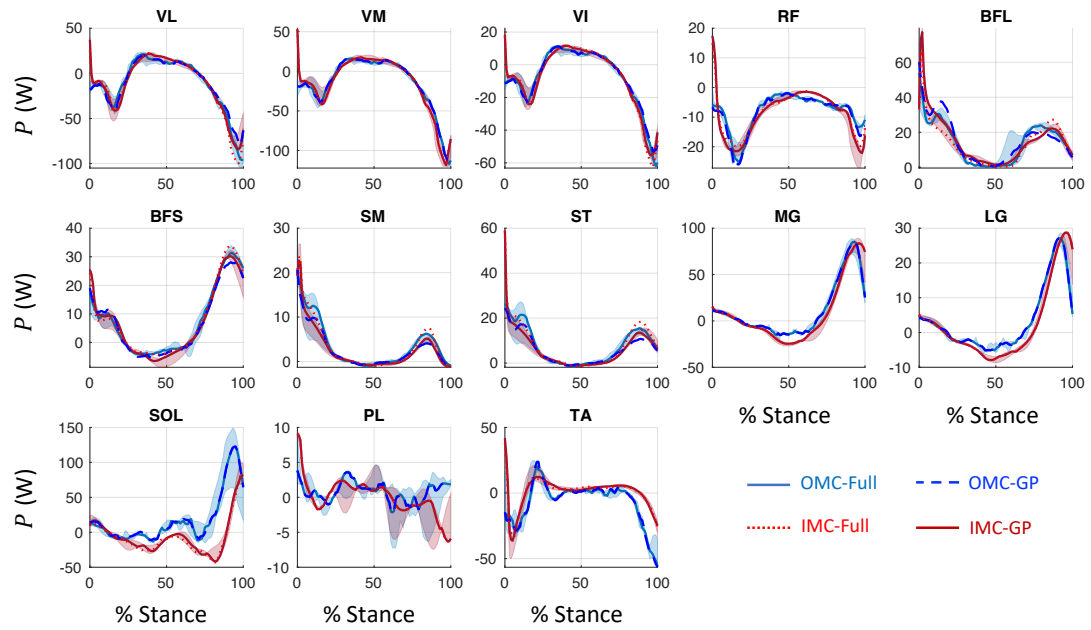 VL VM VI RF BFL
P (W)
50 0 -50 -100
50 0 -50 -100
20 0 -20 -40 -60
20 10 0 -10 -20 -30
80 60 40 20 0
0 50 100 0 50 100 0 50 100 0 50 100 0 50 100
BFS SM ST MG LG
P (W)
40 30 20 10 0
30 20 10 0
60 40 20 0
100 50 0 -50
30 20 10 0 -10
0 50 100 0 50 100 0 50 100 0 50 100 0 50 100
% Stance % Stance
SOL PL TA
P (W)
150 100 50 0 -50
10 5 0 -5 -10
50 0 -50
0 50 100 0 50 100 0 50 100
% Stance % Stance % Stance
OMC-Full OMC-GP
IMC-Full IMC-GP